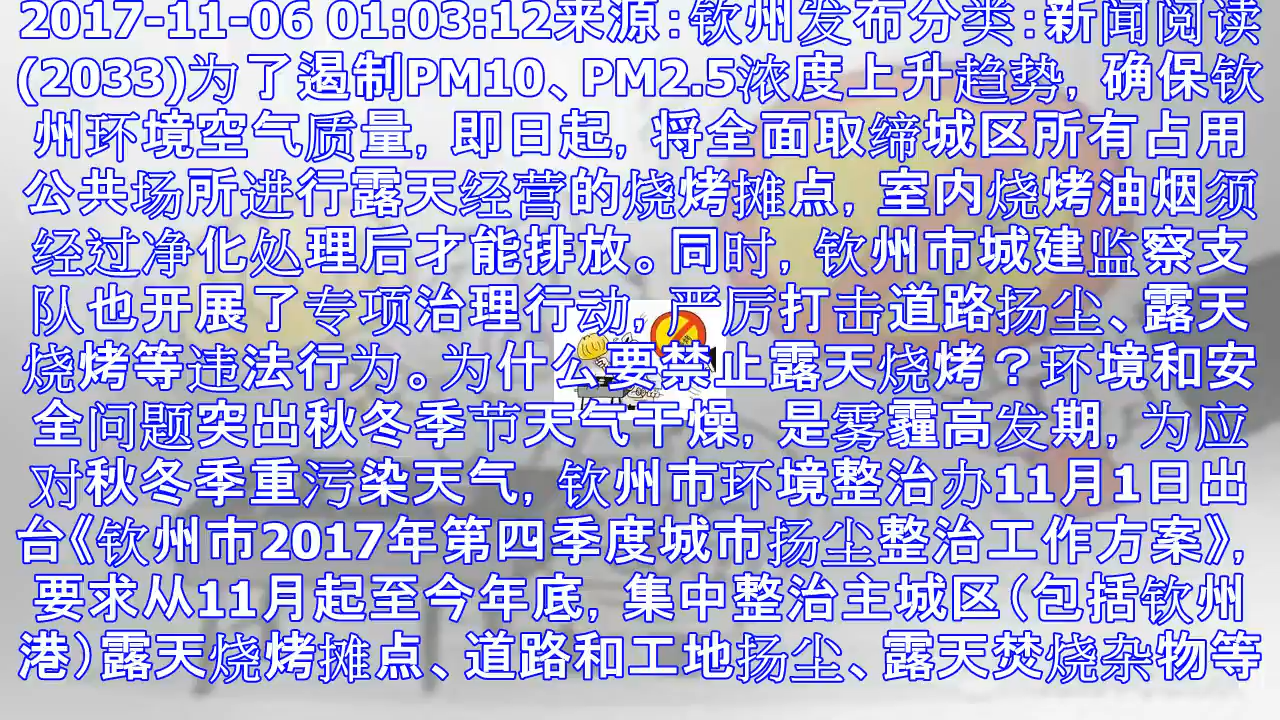 2017-11-06 01:03:12来源:钦州发布分类:新闻阅读
(2033)为了遏制PM10、PM2.5浓度上升趋势,确保钦
州环境空气质量,即日起,将全面取缔城区所有占用
公共场所进行露天经营的烧烤摊点,室内烧烤油烟须
经过净化处理后才能排放。同时,钦州市城建监察支
队也开展了专项治理行动,严厉打击道路扬尘、露天
烧烤等违法行为。为什么要禁止露天烧烤?环境和安
全问题突出秋冬季节天气干燥,是雾霾高发期,为应
对秋冬季重污染天气,钦州市环境整治办11月1日出
台《钦州市2017年第四季度城市扬尘整治工作方案》,
要求从11月起至今年底,集中整治主城区(包括钦州
港)露天烧烤摊点、道路和工地扬尘、露天焚烧杂物等